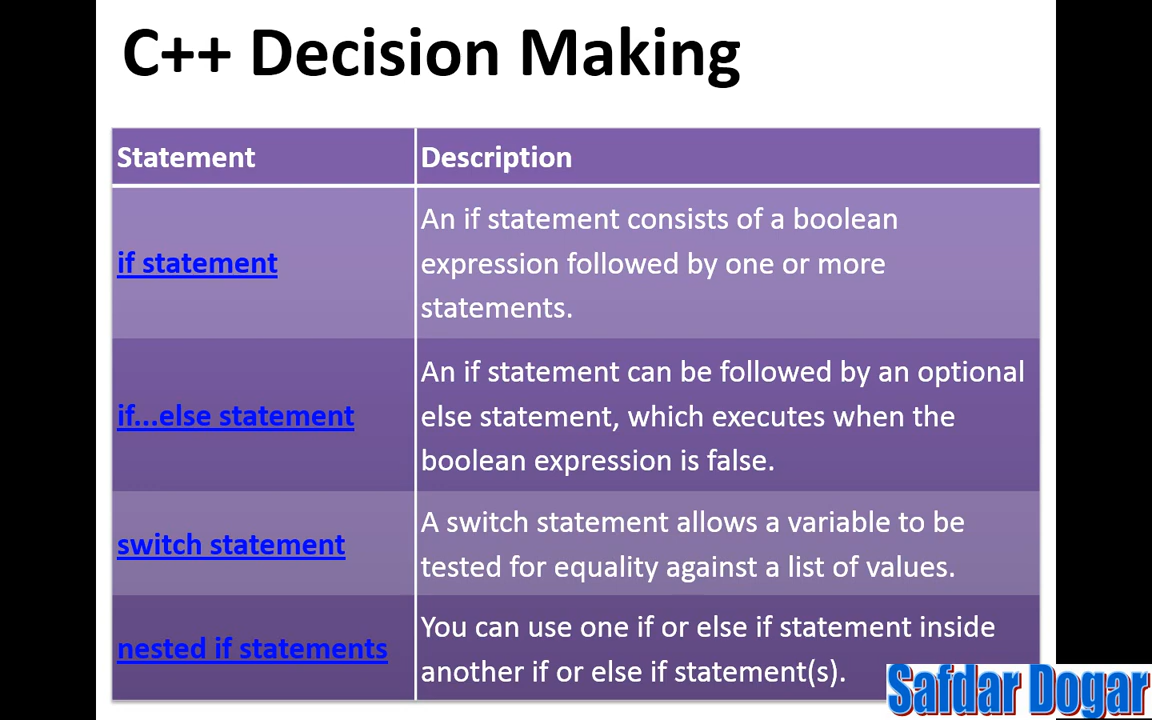 C++ Decision Making
Statement
Description
if statement
An if statement consists of a boolean
expression followed by one or more
statements.
if...else statement
An if statement can be followed by an optional
else statement, which executes when the
boolean expression is false.
switch statement
A switch statement allows a variable to be
tested for equality against a list of values.
nested if statements
You can use one if or else if statement inside
another if or else if statement(s).
Safdar Dogar